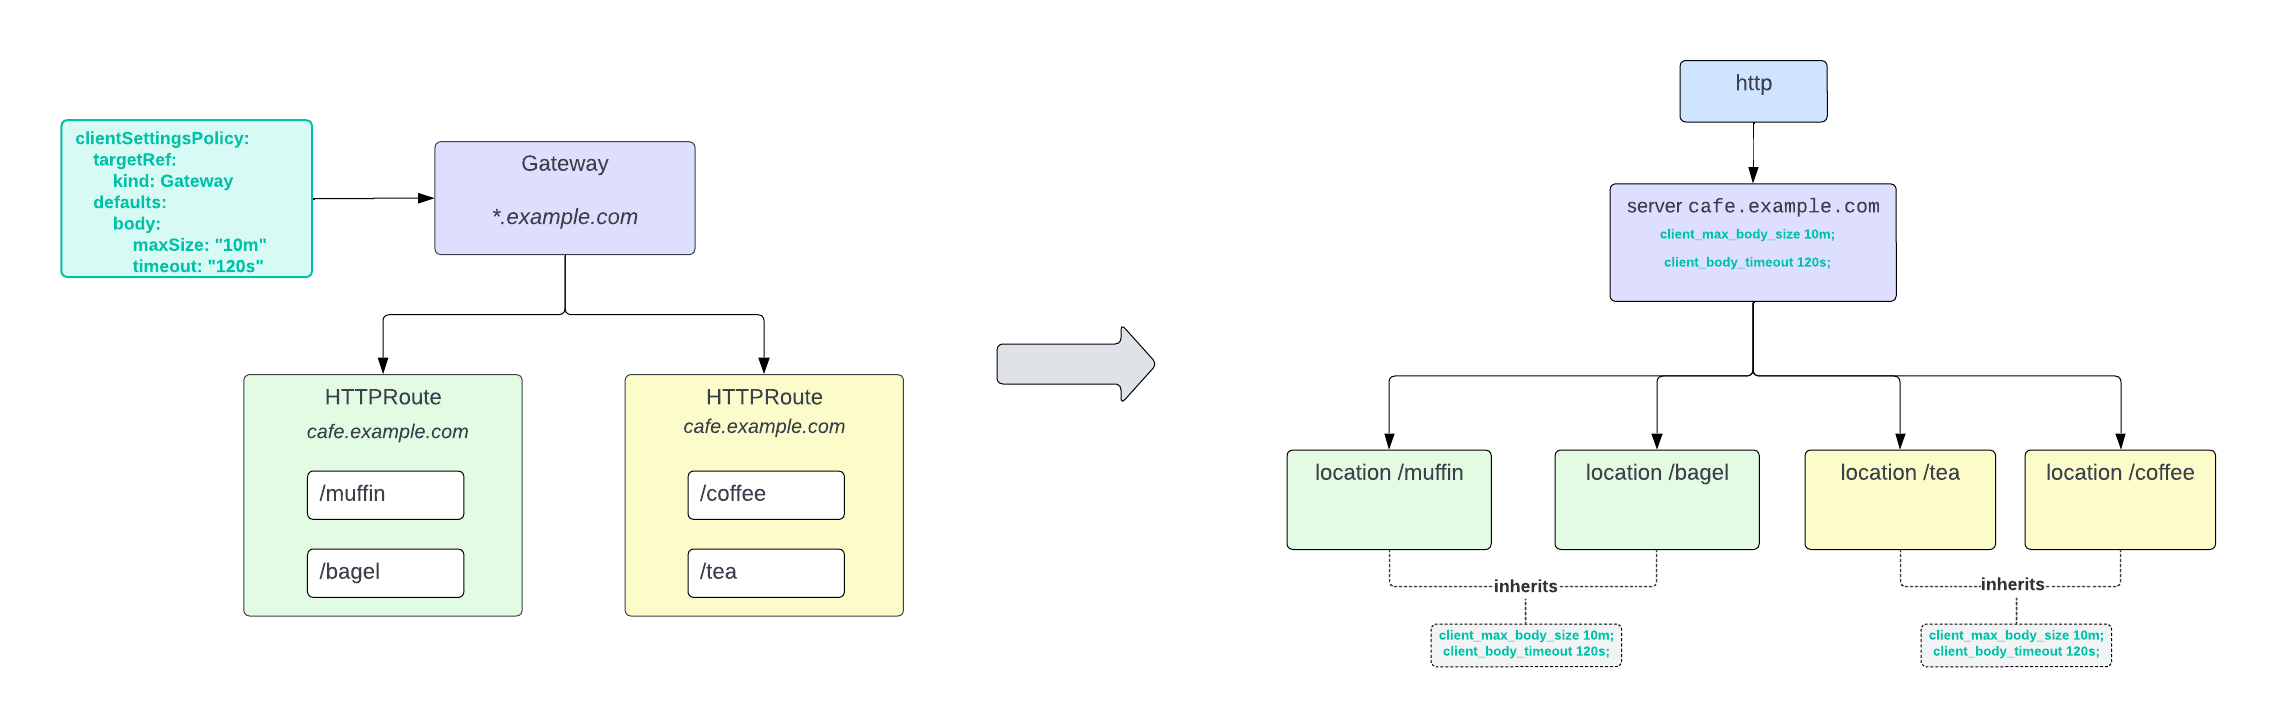 clientSettingsPolicy:
targetRef:
kind: Gateway
defaults:
body:
maxSize: "10m"
timeout: "120s"
Gateway
*.example.com
HTTPRoute
cafe.example.com
/muffin
/bagel
HTTPRoute
cafe.example.com
/coffee
/tea
http
server cafe.example.com
client_max_body_size 10m;
client_body_timeout 120s;
location /muffin
location /bagel
location /tea
location /coffee
inherits
client_max_body_size 10m;
client_body_timeout 120s;
inherits
client_max_body_size 10m;
client_body_timeout 120s;